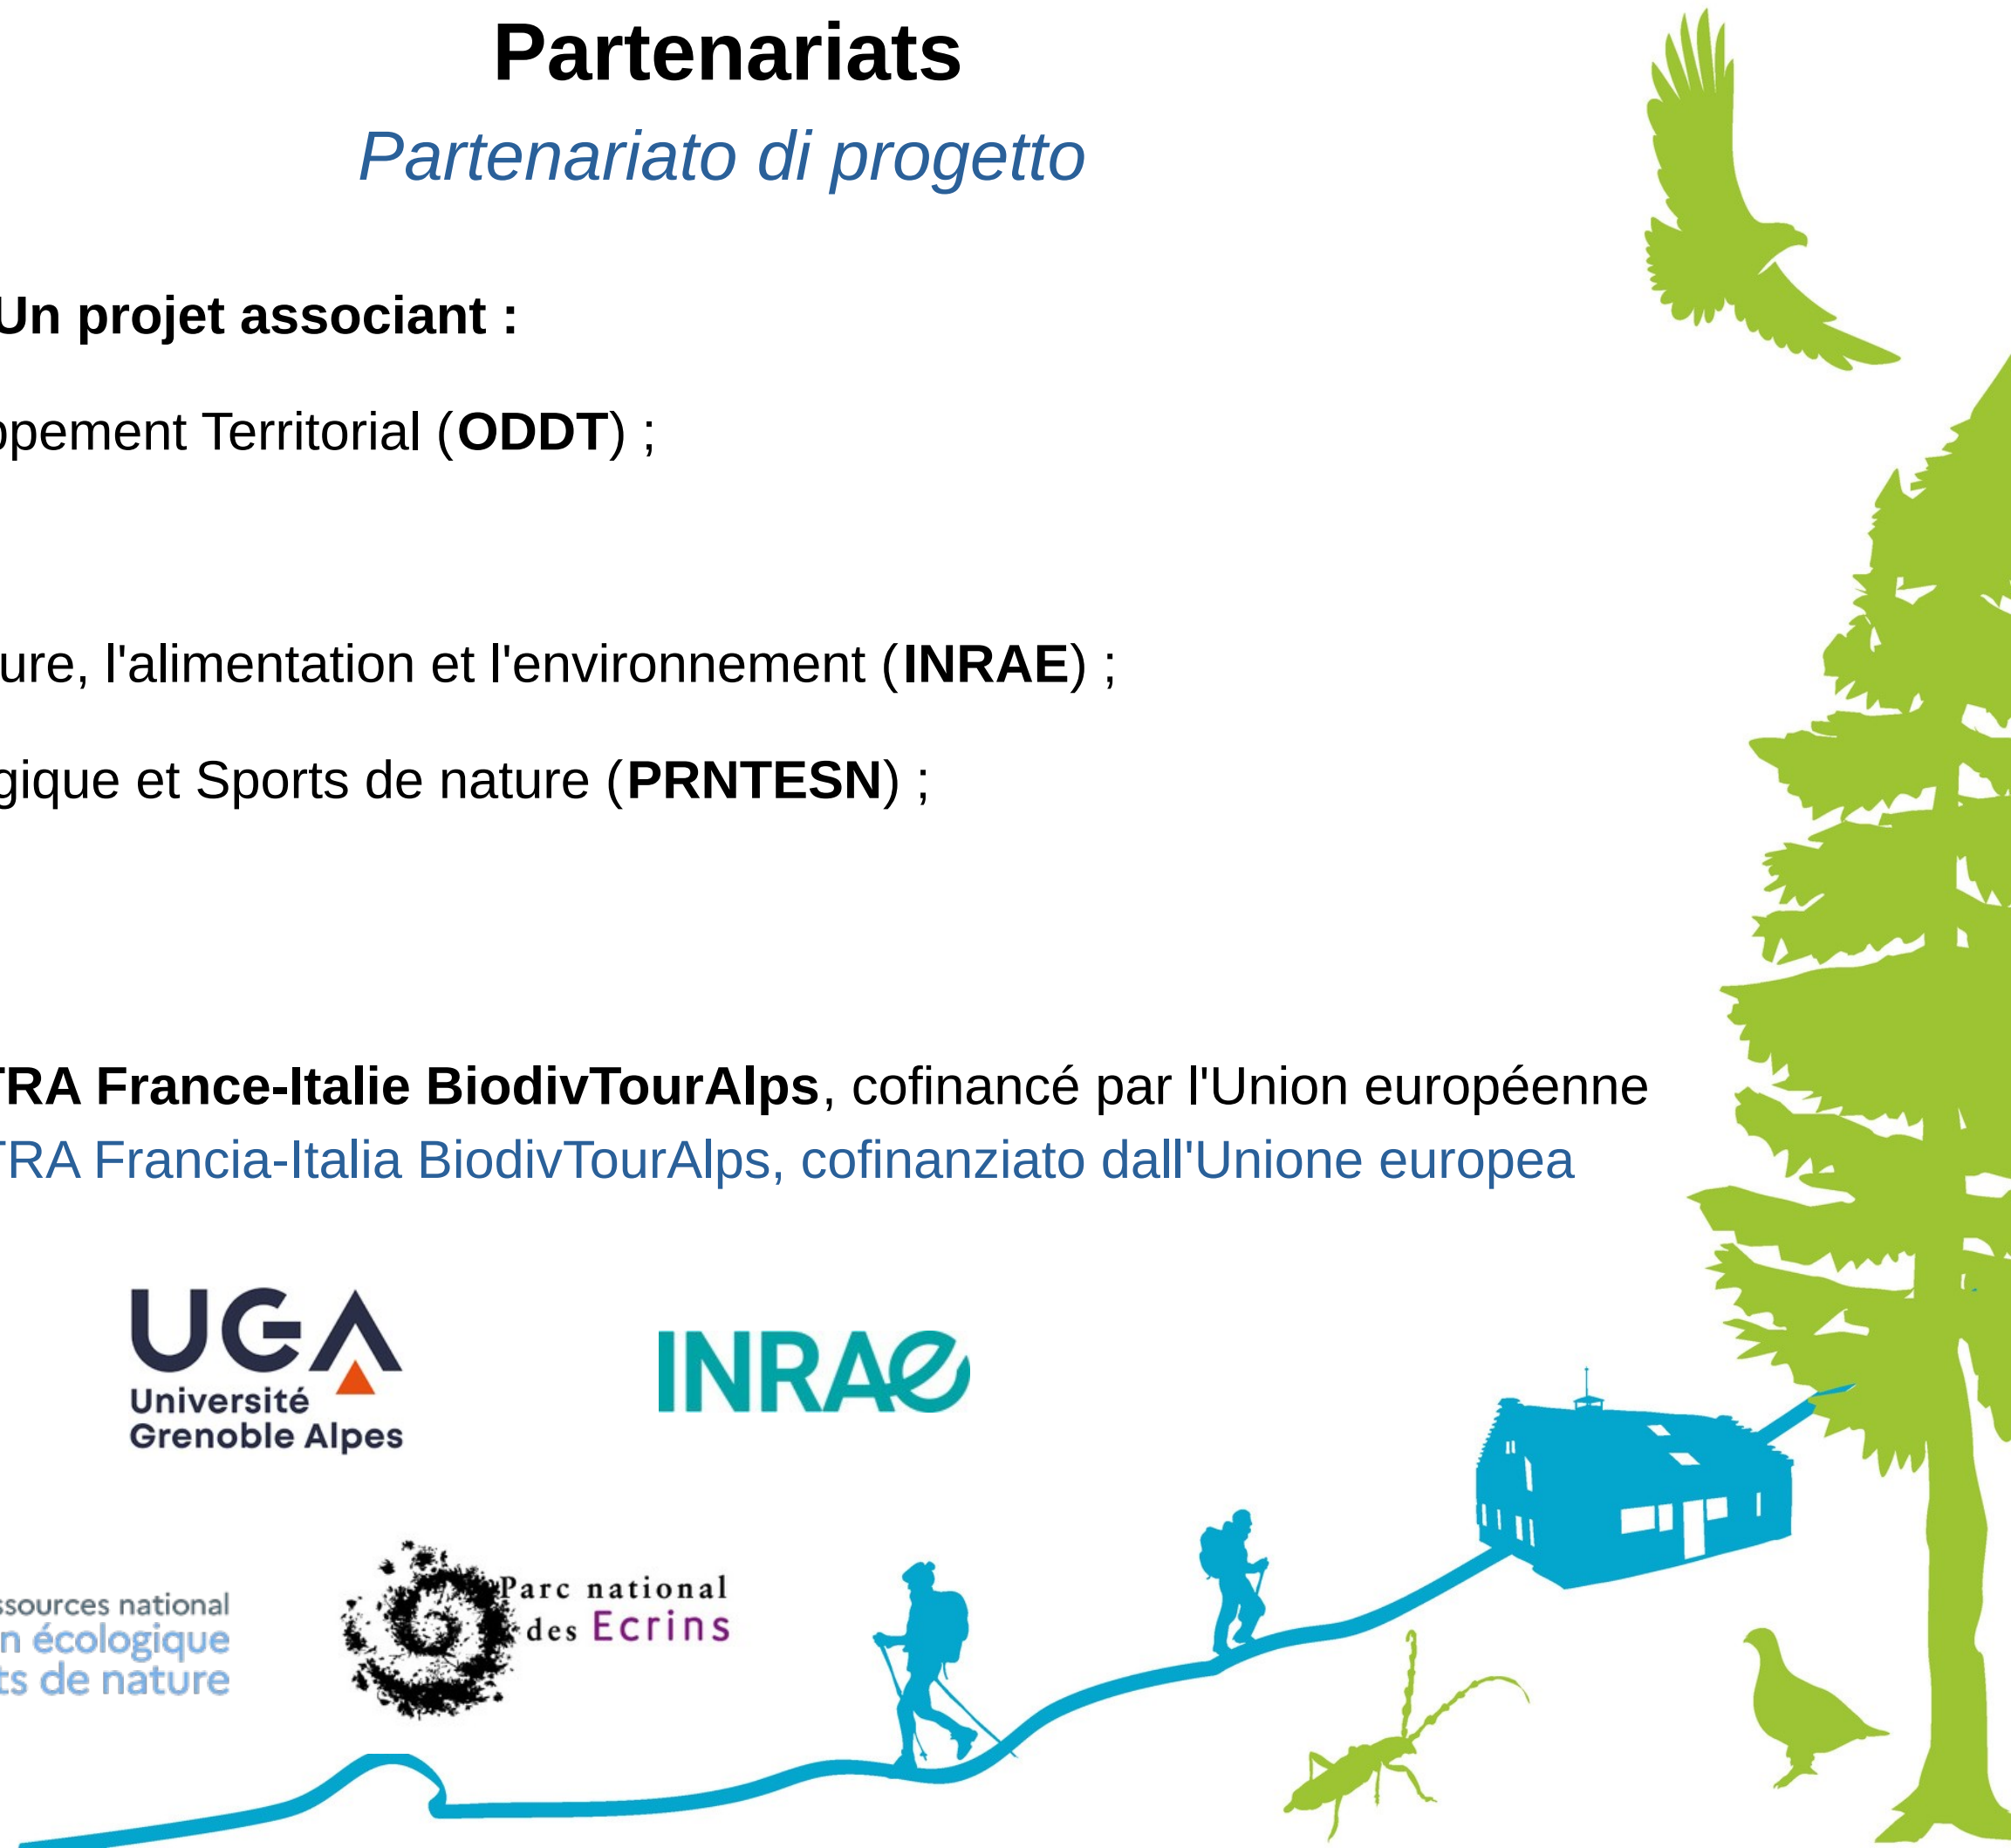 Partenariats
Partenariato di progetto
Un projet associant :
ppement Territorial (ODDT) ;
ure, l'alimentation et l'environnement (INRAE) ;
gique et Sports de nature (PRNTESN) ;
TRA France-Italie BiodivTourAlps, cofinancé par l'Union européenne
TRA Francia-Italia BiodivTourAlps, cofinanziato dall'Unione europea
UGA
Université
Grenoble Alpes
INRAE
ssources national
n écologique
ts de nature
Parc national
des Ecrins